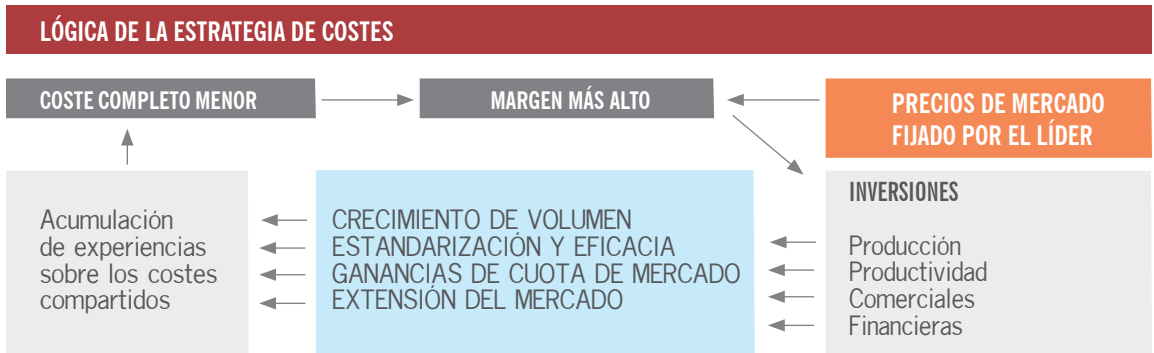 LÓGICA DE LA ESTRATEGIA DE COSTES
COSTE COMPLETO MENOR
MARGEN MÁS ALTO
PRECIOS DE MERCADO
FIJADO POR EL LÍDER
Acumulación
de experiencias
sobre los costes
compartidos
CRECIMIENTO DE VOLUMEN
ESTANDARIZACIÓN Y EFICACIA
GANANCIAS DE CUOTA DE MERCADO
EXTENSIÓN DEL MERCADO
INVERSIONES
Producción
Productividad
Comerciales
Financieras